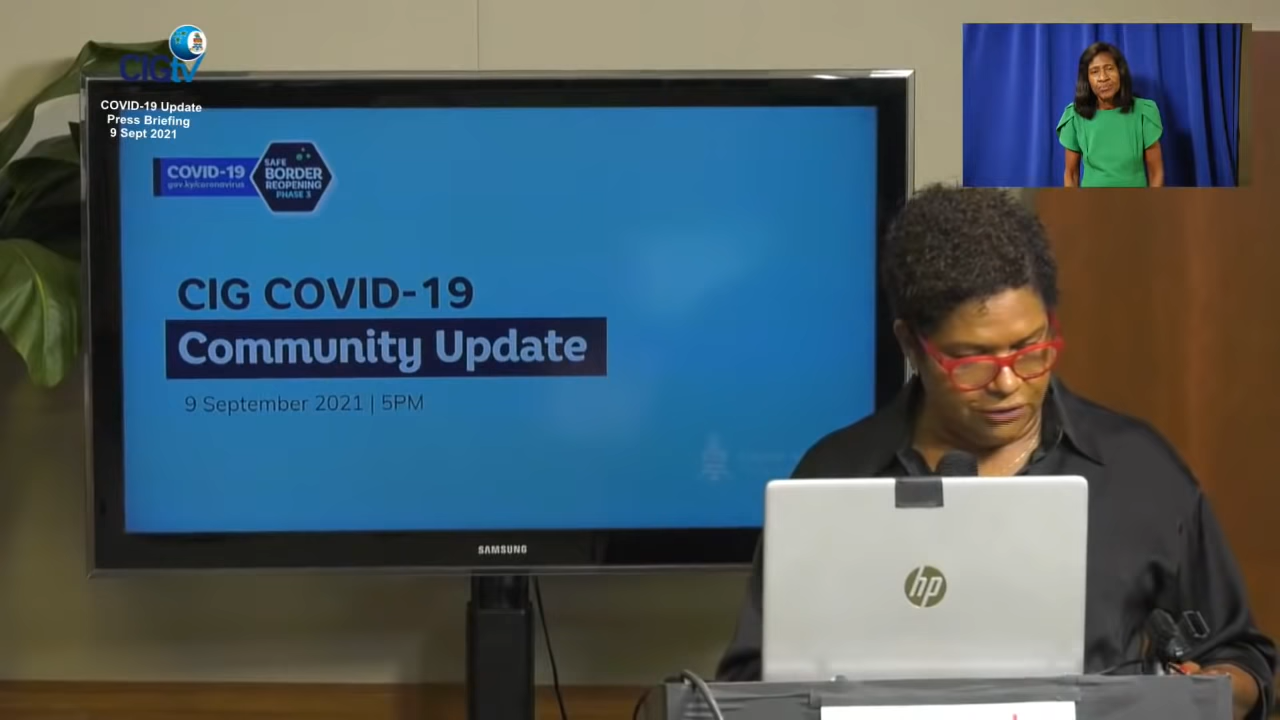 CIGtv
COVID-19 Update
Press Briefing
9 Sept 2021
COVID-19
gov.ky/coronavirus
SAFE
BORDER
REOPENING
PHASE 3
CIG COVID-19
Community Update
9 September 2021 | 5PM
SAMSUNG
hp